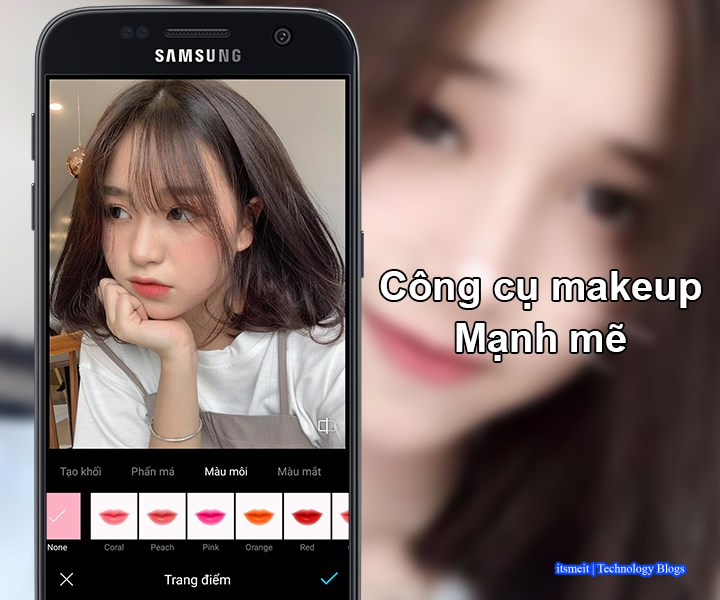 SAMSUNG
Công cụ makeup
Mạnh mẽ
Tạo khối Phấn má Màu môi Màu mắt
None Coral Peach Pink Orange Red
Trang điểm
itsmeit | Technology Blogs